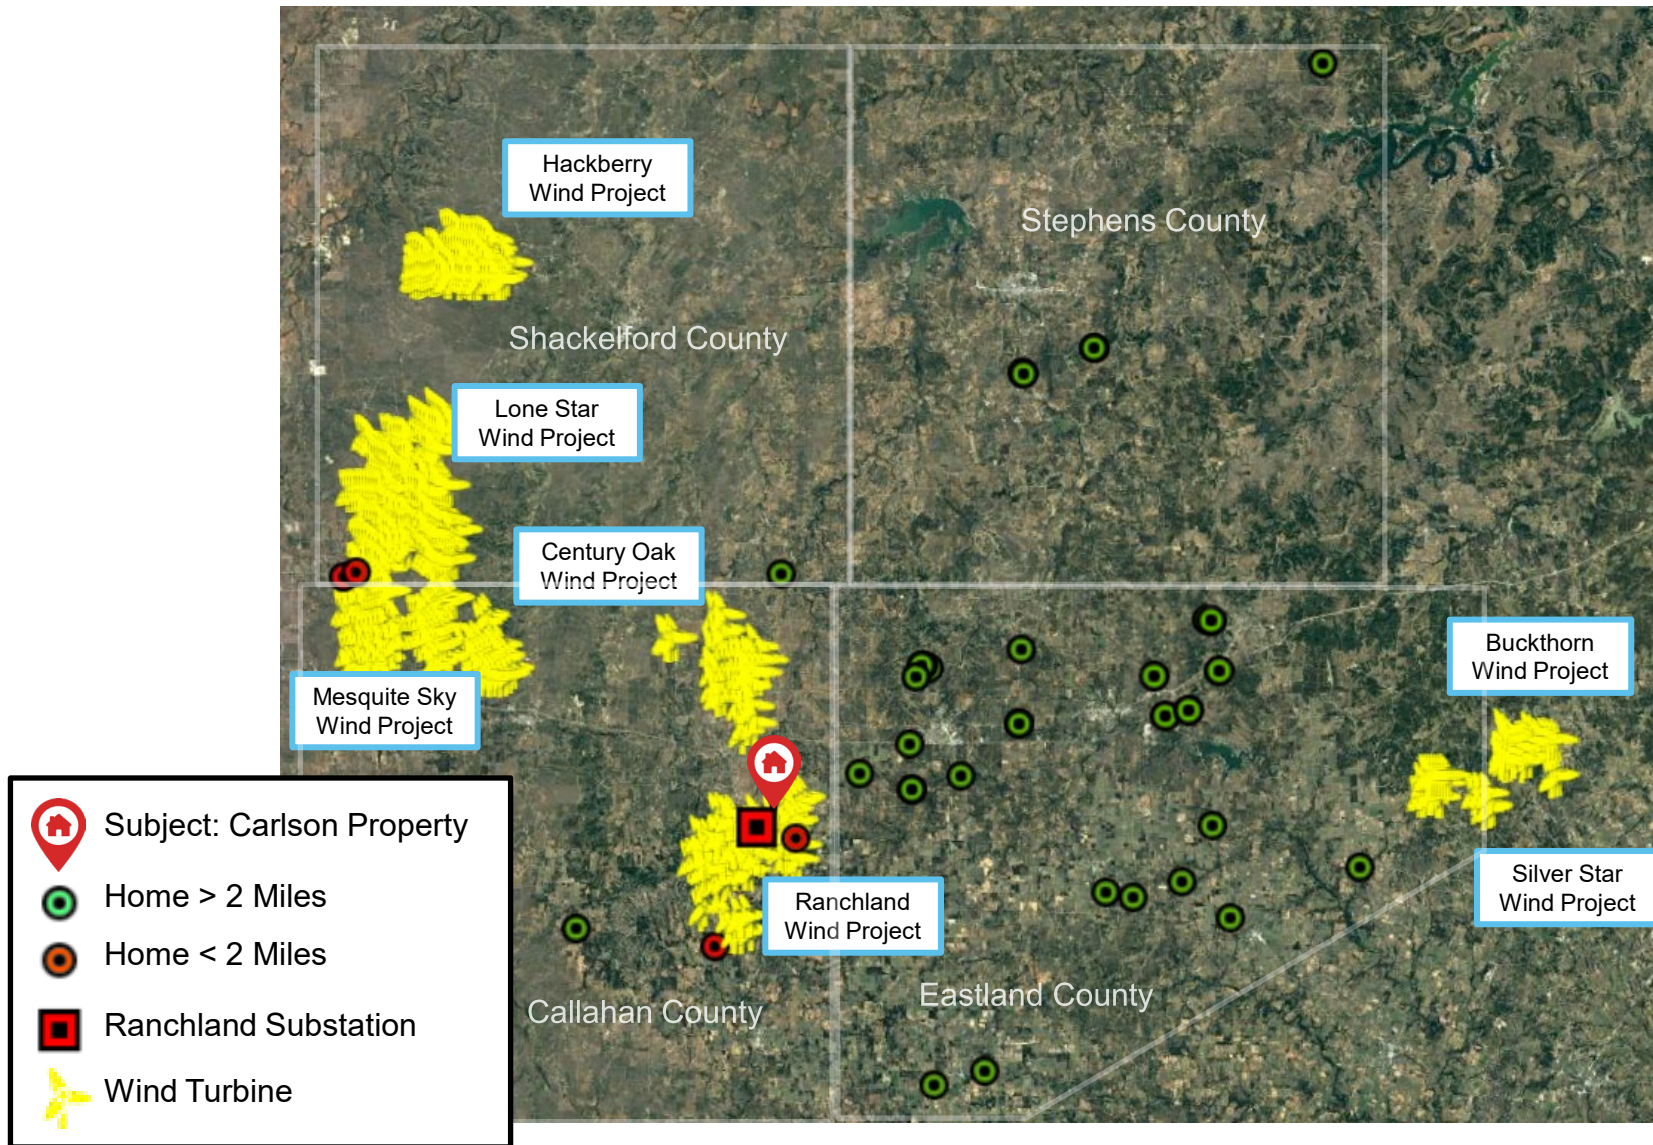 Hackberry
Wind Project
Stephens County
Shackelford County
Lone Star
Wind Project
Century Oak
Wind Project
Buckthorn
Wind Project
Mesquite Sky
Wind Project
Subject: Carlson Property
Home > 2 Miles
Home < 2 Miles
Ranchland Substation
Wind Turbine
Ranchland
Wind Project
Silver Star
Wind Project
Callahan County
Eastland County